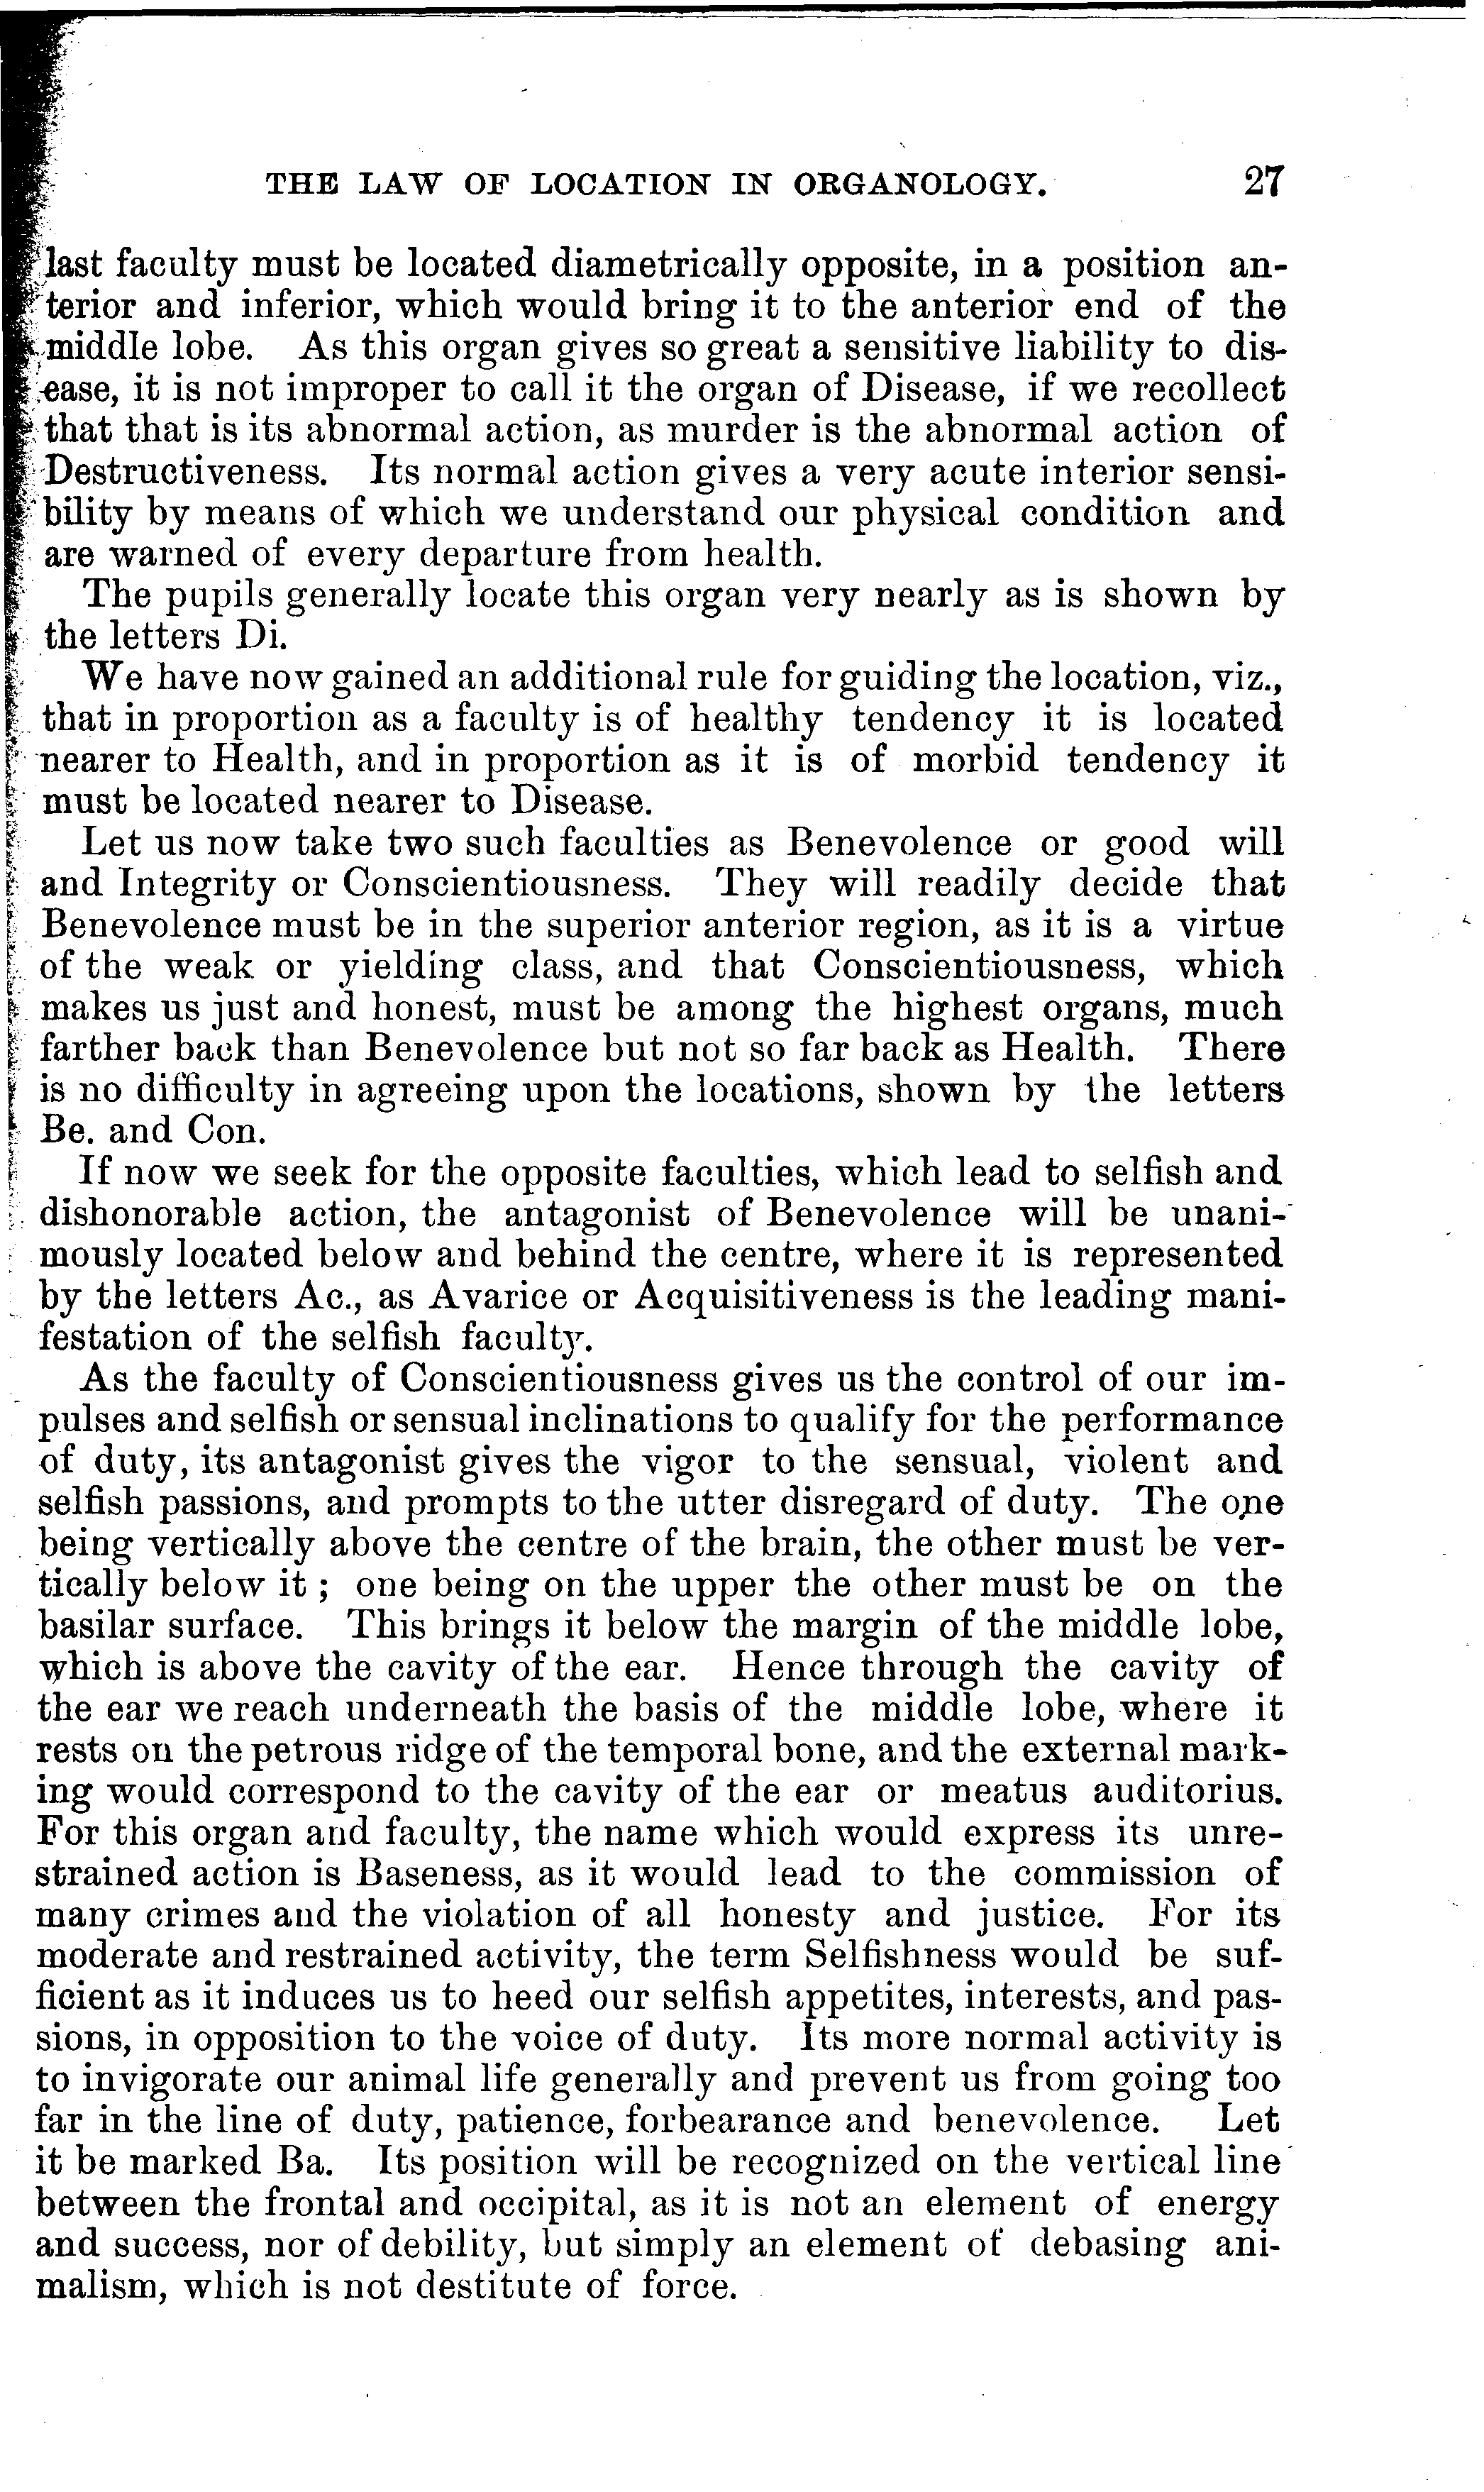 THE LAW OF LOCATION IN ORGANOLOGY. 27
last faculty must be located diametrically opposite, in a position an-
terior and inferior, which would bring it to the anterior end of the
middle lobe. As this organ gives so great a sensitive liability to dis-
ease, it is not improper to call it the organ of Disease, if we recollect
that that is its abnormal action, as murder is the abnormal action of
Destructiveness. Its normal action gives a very acute interior sensi-
bility by means of which we understand our physical condition and
are warned of every departure from health.
The pupils generally locate this organ very nearly as is shown by
the letters Di.
We have now gained an additional rule for guiding the location, viz.,
that in proportion as a faculty is of healthy tendency it is located
nearer to Health, and in proportion as it is of morbid tendency it
must be located nearer to Disease.
Let us now take two such faculties as Benevolence or good will
and Integrity or Conscientiousness. They will readily decide that
Benevolence must be in the superior anterior region, as it is a virtue
of the weak or yielding class, and that Conscientiousness, which
makes us just and honest, must be among the highest organs, much
farther back than Benevolence but not so far back as Health. There
is no difficulty in agreeing upon the locations, shown by the letters
Be. and Con.
If now we seek for the opposite faculties, which lead to selfish and
dishonorable action, the antagonist of Benevolence will be unani-
mously located below and behind the centre, where it is represented
by the letters Ac., as Avarice or Acquisitiveness is the leading mani-
festation of the selfish faculty.
As the faculty of Conscientiousness gives us the control of our im-
pulses and selfish or sensual inclinations to qualify for the performance
of duty, its antagonist gives the vigor to the sensual, violent and
selfish passions, and prompts to the utter disregard of duty. The one
being vertically above the centre of the brain, the other must be ver-
tically below it ; one being on the upper the other must be on the
basilar surface. This brings it below the margin of the middle lobe,
which is above the cavity of the ear. Hence through the cavity of
the ear we reach underneath the basis of the middle lobe, where it
rests on the petrous ridge of the temporal bone, and the external mark-
ing would correspond to the cavity of the ear or meatus auditorius.
For this organ and faculty, the name which would express its unre-
strained action is Baseness, as it would lead to the commission of
many crimes and the violation of all honesty and justice. For its
moderate and restrained activity, the term Selfishness would be suf-
ficient as it induces us to heed our selfish appetites, interests, and pas-
sions, in opposition to the voice of duty. Its more normal activity is
to invigorate our animal life generally and prevent us from going too
far in the line of duty, patience, forbearance and benevolence. Let
it be marked Ba. Its position will be recognized on the vertical line
between the frontal and occipital, as it is not an element of energy
and success, nor of debility, but simply an element of debasing ani-
malism, which is not destitute of force.